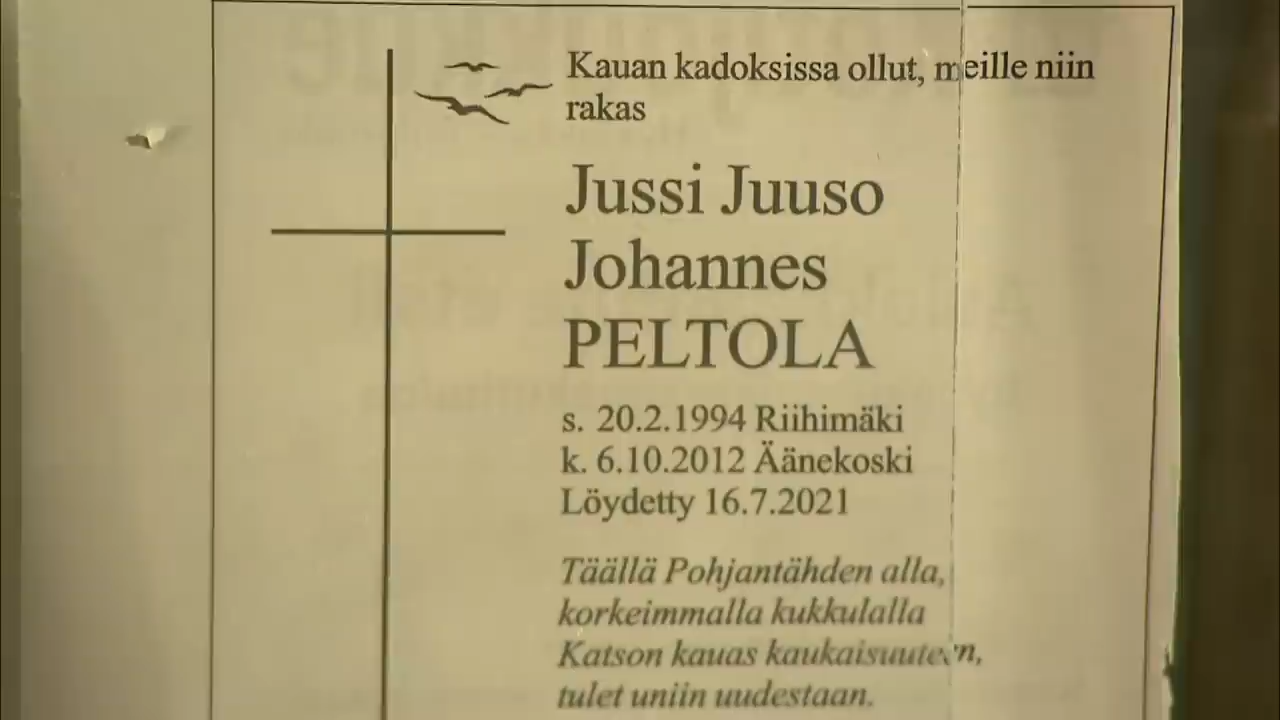 Kauan kadoksissa ollut, meille niin
rakas
Jussi Juuso
Johannes
PELTOLA
s. 20.2.1994 Riihimäki
k. 6.10.2012 Äänekoski
Löydetty 16.7.2021
Täällä Pohjantähden alla,
korkeimmalla kukkulalla
Katson kauas kaukaisuuteen,
tulet uniin uudestaan.